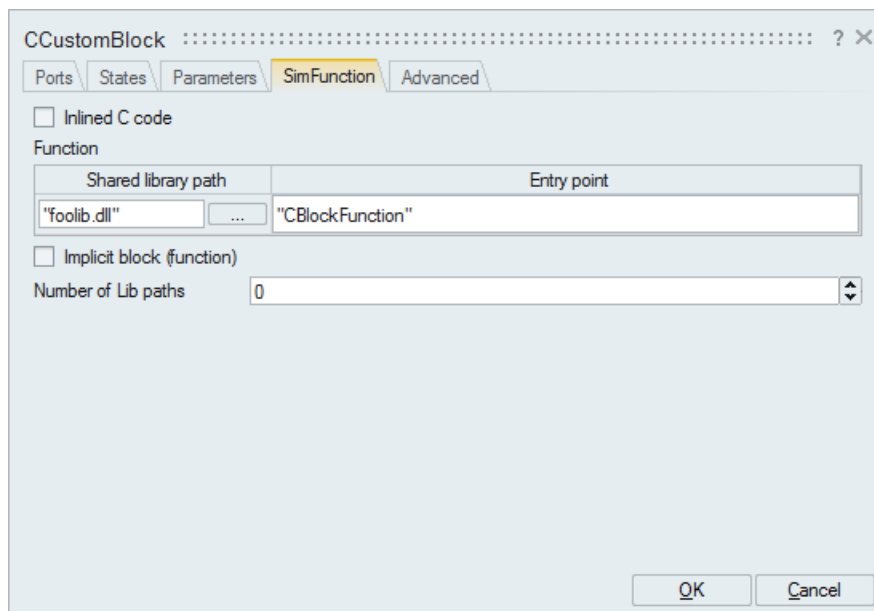 CCustomBlock ? ×
Ports States Parameters SimFunction Advanced
Inlined C code
Function
Shared library path Entry point
"foolib.dll" ... "CBlockFunction"
Implicit block (function)
Number of Lib paths 0
OK Cancel